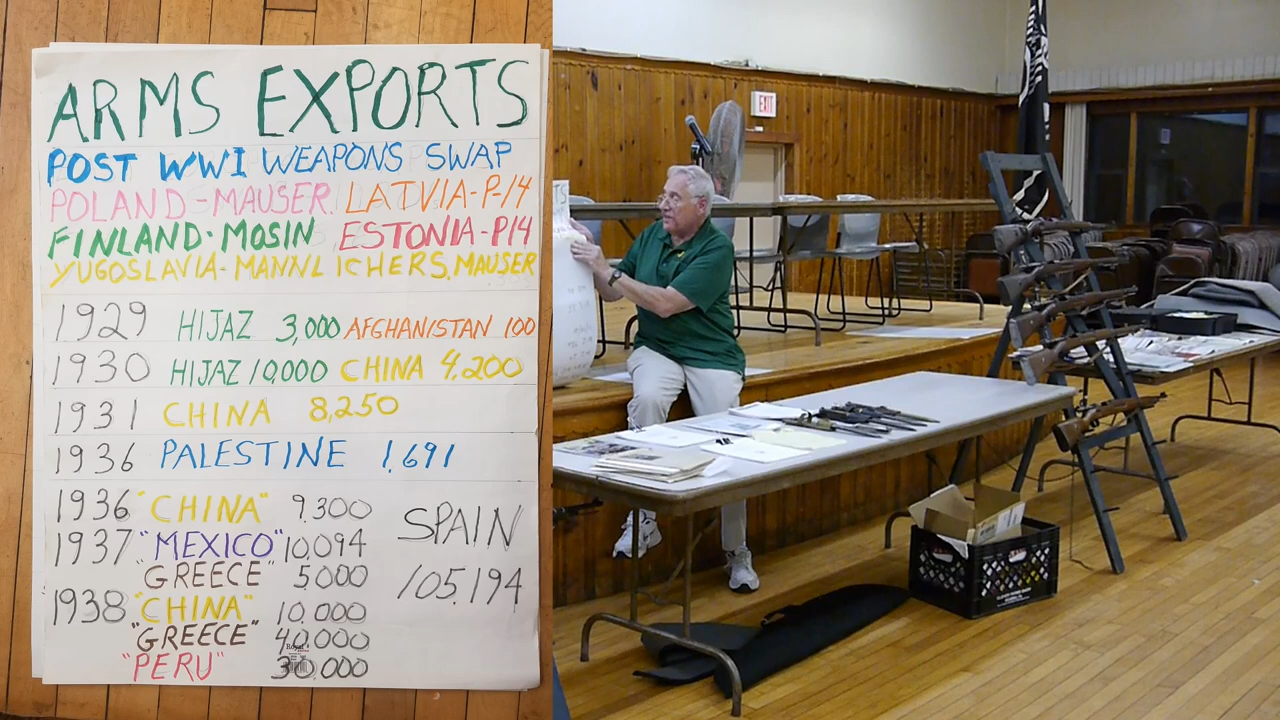 ARMS EXPORTS
POST WWI WEAPONS SWAP
POLAND-MAUSER. LATVIA-P-14
FINLAND-MOSIN ESTONIA-P14
YUGOSLAVIA-MANNLICHERS, MAUSER
1929 HIJAZ 3,000 AFGHANISTAN 100
1930 HIJAZ 10,000 CHINA 4,200
1931 CHINA 8,250
1936 PALESTINE 1,691
1936 "CHINA" 9,300
1937 "MEXICO" 10,094
"GREECE" 5000
1938 "CHINA" 10,000
"GREECE" 40,000
"PERU" 30,000
SPAIN
105,194
EXIT